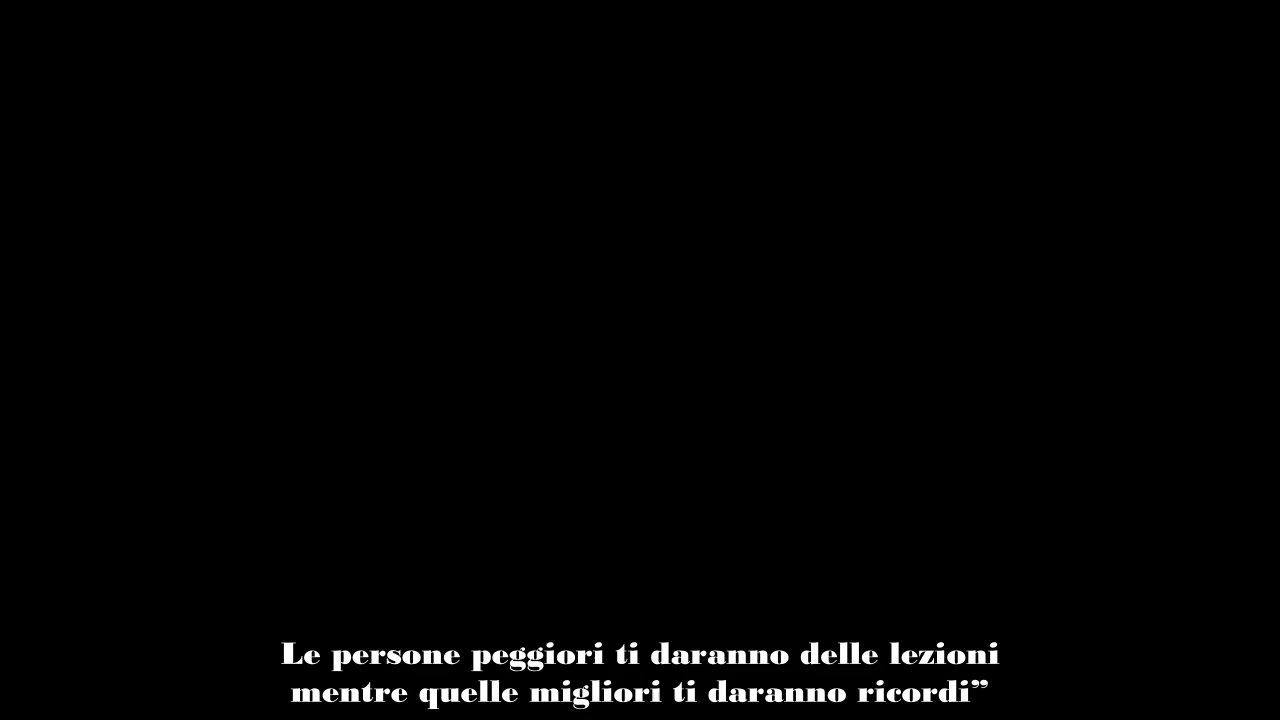 Le persone peggiori ti daranno delle lezioni
mentre quelle migliori ti daranno ricordi”